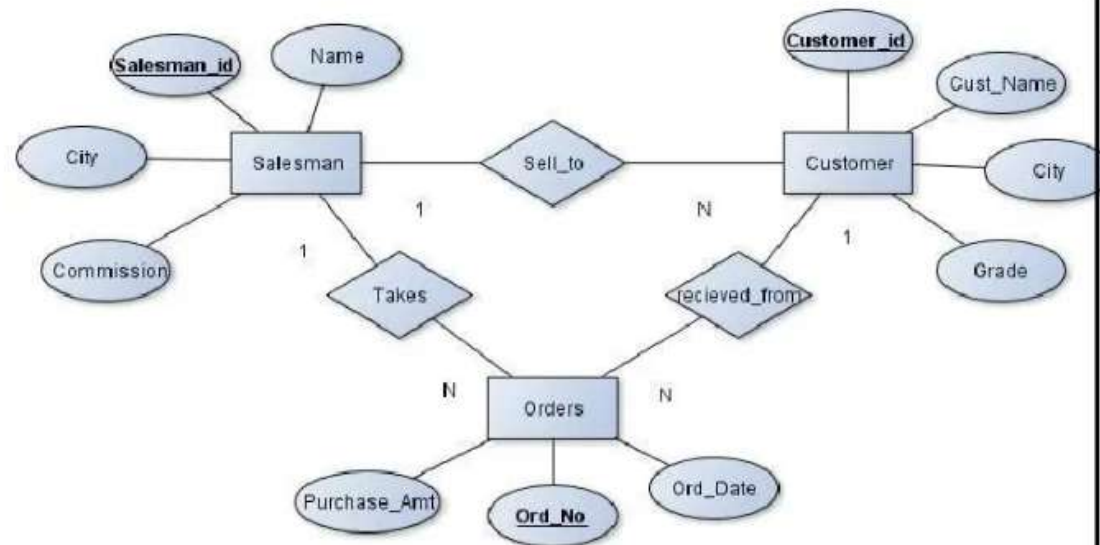 Customer_id
Salesman_id
Name
Cust_Name
City
Salesman
Sell_to
Customer
City
1
N
1
1
Commission
Takes
recieved_from
Grade
N
N
Orders
Purchase_Amt
Ord_No
Ord_Date